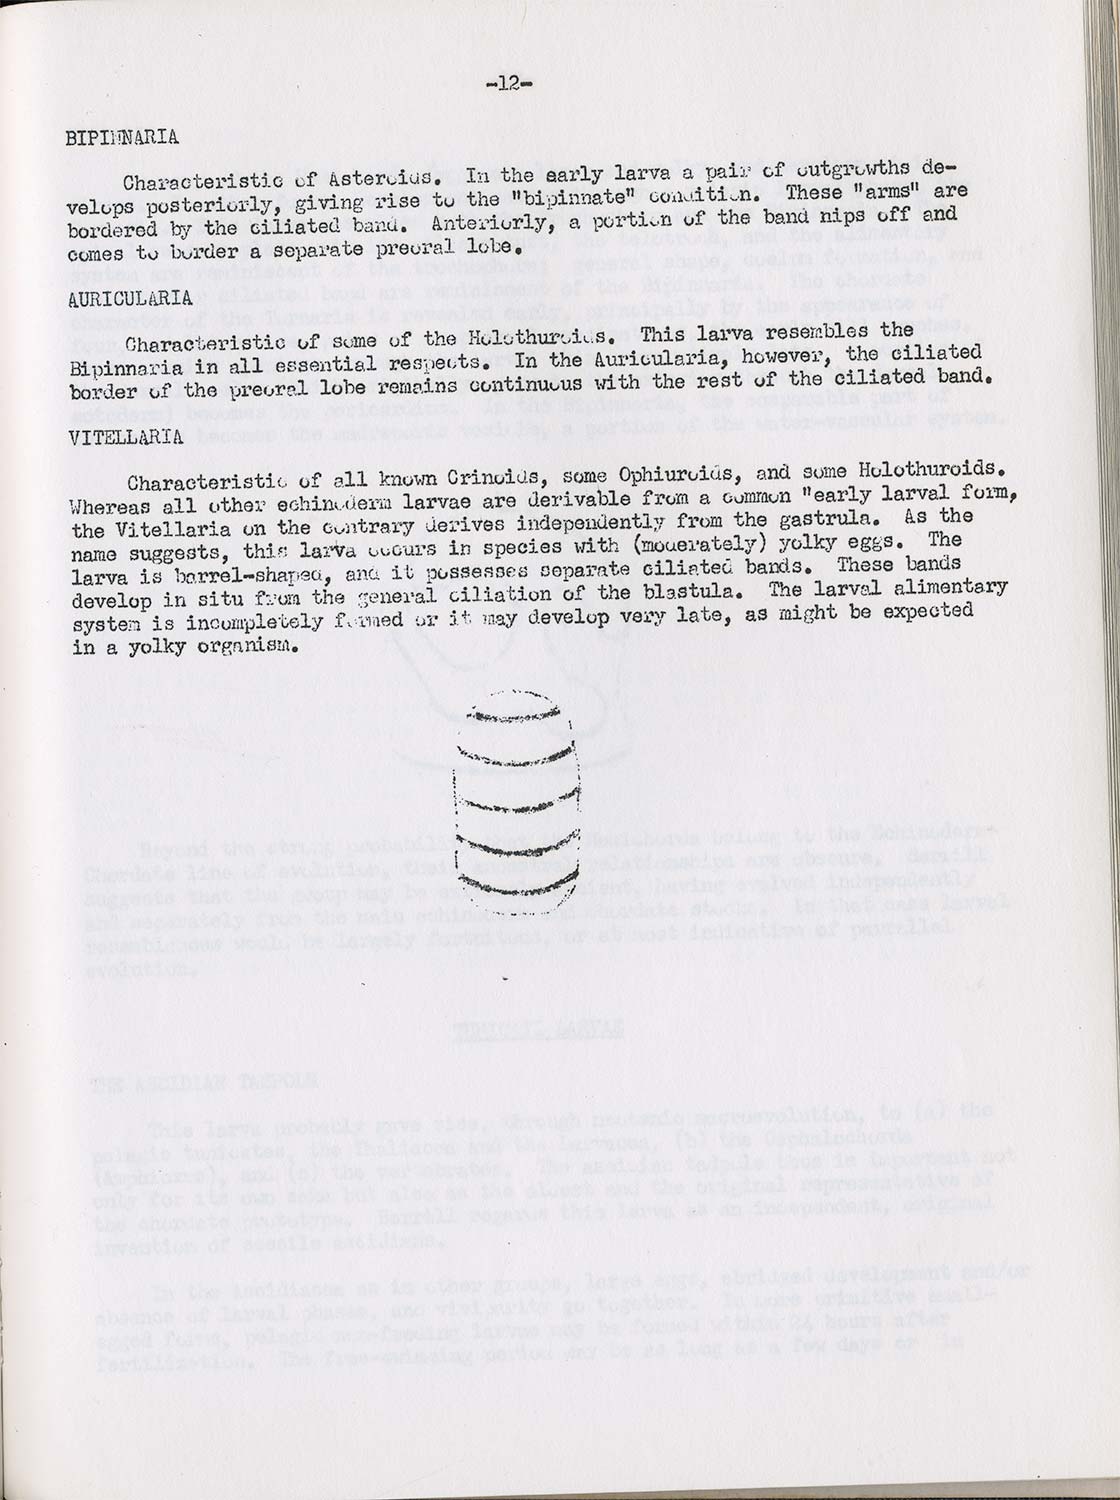 -12-
BIPINNARIA
Characteristic of Asteroids. In the early larva a pair of outgrowths de-
velops posteriorly, giving rise to the "bipinnate" condition. These "arms" are
bordered by the ciliated band. Anteriorly, a portion of the band nips off and
comes to border a separate preoral lobe.
AURICULARIA
Characteristic of some of the Holothuroids. This larva resembles the
Bipinnaria in all essential respects. In the Auricularia, however, the ciliated
border of the preoral lobe remains continuous with the rest of the ciliated band.
VITELLARIA
Characteristic of all known Crinoids, some Ophiuroids, and some Holothuroids.
Whereas all other echinoderm larvae are derivable from a common "early larval form,
the Vitellaria on the contrary derives independently from the gastrula. As the
name suggests, this larva occurs in species with (moderately) yolky eggs. The
larva is barrel-shaped, and it possesses separate ciliated bands. These bands
develop in situ from the general ciliation of the blastula. The larval alimentary
system is incompletely formed or it may develop very late, as might be expected
in a yolky organism.